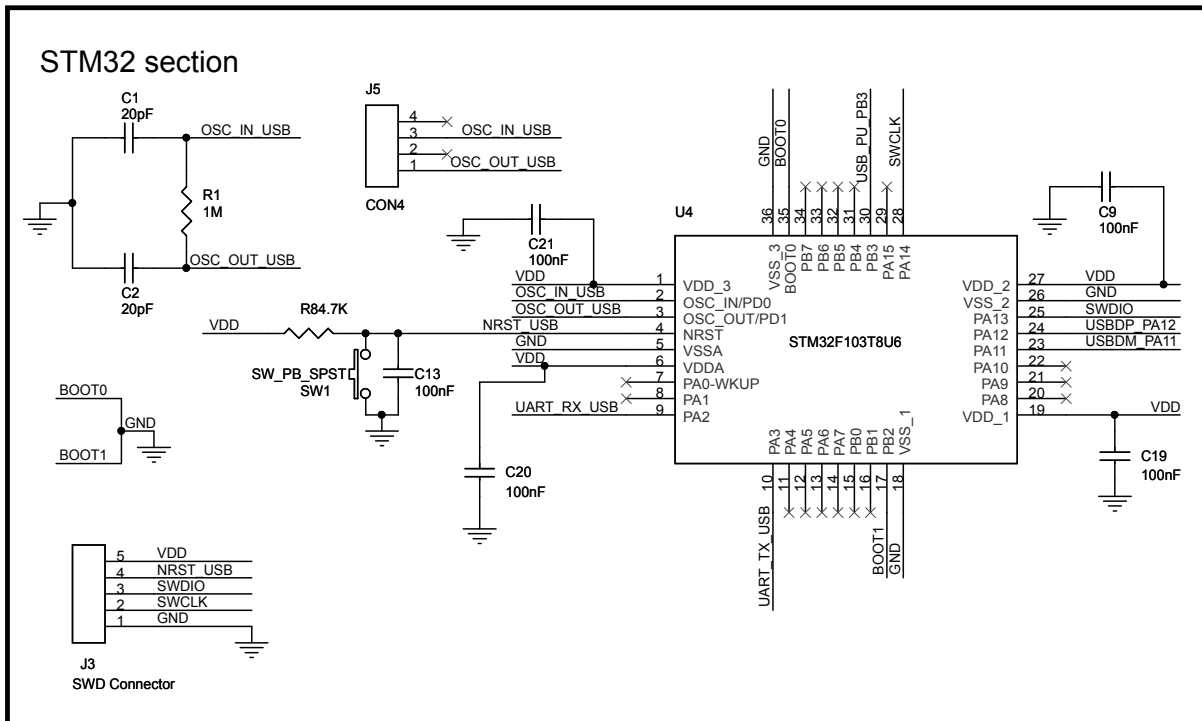 STM32 section
C1
20pF
OSC_IN_USB
R1
1M
OSC_OUT_USB
C2
20pF
J5
4
3
OSC_IN_USB
2
1
OSC_OUT_USB
CON4
C21
100nF
VDD
R84.7K
NRST_USB
SW_PB_SPST
SW1
C13
100nF
BOOT0
GND
BOOT1
C20
100nF
5
VDD
4
NRST_USB
3
SWDIO
2
SWCLK
1
GND
J3
SWD Connector
U4
STM32F103T8U6
VDD
1
VDD_3
OSC_IN_USB
2
OSC_IN/PD0
OSC_OUT_USB
3
OSC_OUT/PD1
4
NRST
GND
5
VSSA
VDD
6
VDDA
7
PA0-WKUP
8
PA1
UART_RX_USB
9
PA2
GND
36
VSS_3
BOOT0
35
BOOT0
34
PB7
33
PB6
32
PB5
31
PB4
USB_PU_PB3
30
PB3
29
PA15
SWCLK
28
PA14
VDD_2
27
VDD
VSS_2
26
GND
PA13
25
SWDIO
PA12
24
USBDP_PA12
PA11
23
USBDM_PA11
PA10
22
PA9
21
PA8
20
VDD_1
19
VDD
C9
100nF
C19
100nF
PA3
10
UART_TX_USB
PA4
11
PA5
12
PA6
13
PA7
14
PB0
15
PB1
16
PB2
17
BOOT1
VSS_1
18
GND